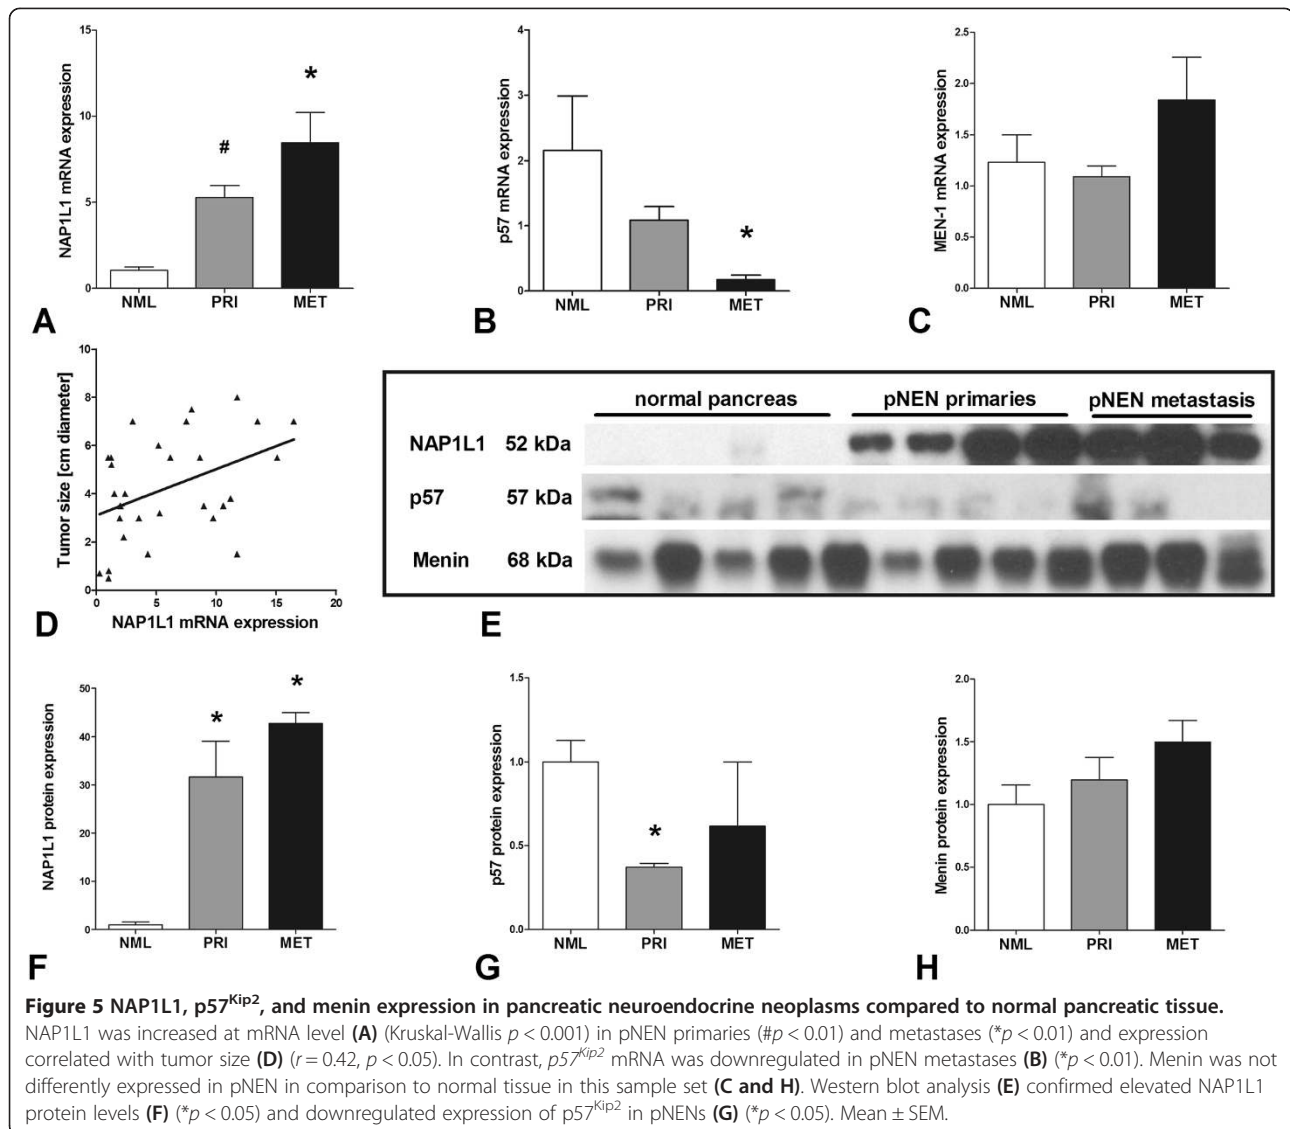 15
10
5
0
NAP1L1 mRNA expression
#
*
NML PRI MET
A
4
3
2
1
0
p57 mRNA expression
*
NML PRI MET
B
2.5
2.0
1.5
1.0
0.5
0.0
MEN-1 mRNA expression
NML PRI MET
C
10
8
6
4
2
0
Tumor size [cm diameter]
0 5 10 15 20
NAP1L1 mRNA expression
D
normal pancreas pNEN primaries pNEN metastasis
NAP1L1 52 kDa
p57 57 kDa
Menin 68 kDa
E
50
40
30
20
10
0
NAP1L1 protein expression
*
*
NML PRI MET
F
1.5
1.0
0.5
0.0
p57 protein expression
*
NML PRI MET
G
2.0
1.5
1.0
0.5
0.0
Menin protein expression
NML PRI MET
H
Figure 5 NAP1L1, p57Kip2, and menin expression in pancreatic neuroendocrine neoplasms compared to normal pancreatic tissue.
NAP1L1 was increased at mRNA level (A) (Kruskal-Wallis p < 0.001) in pNEN primaries (#p < 0.01) and metastases (*p < 0.01) and expression
correlated with tumor size (D) (r = 0.42, p < 0.05). In contrast, p57Kip2 mRNA was downregulated in pNEN metastases (B) (*p < 0.01). Menin was not
differently expressed in pNEN in comparison to normal tissue in this sample set (C and H). Western blot analysis (E) confirmed elevated NAP1L1
protein levels (F) (*p < 0.05) and downregulated expression of p57Kip2 in pNENs (G) (*p < 0.05). Mean ± SEM.